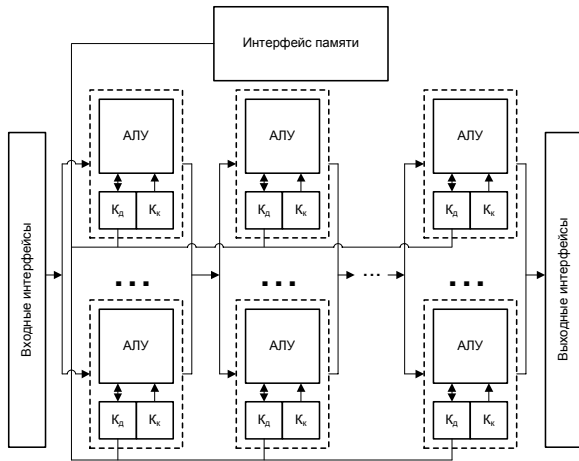 Интерфейс памяти
Входные интерфейсы
АЛУ
Кд Кк
АЛУ
Кд Кк
АЛУ
Кд Кк
Выходные интерфейсы
...
...
...
...
АЛУ
Кд Кк
АЛУ
Кд Кк
АЛУ
Кд Кк